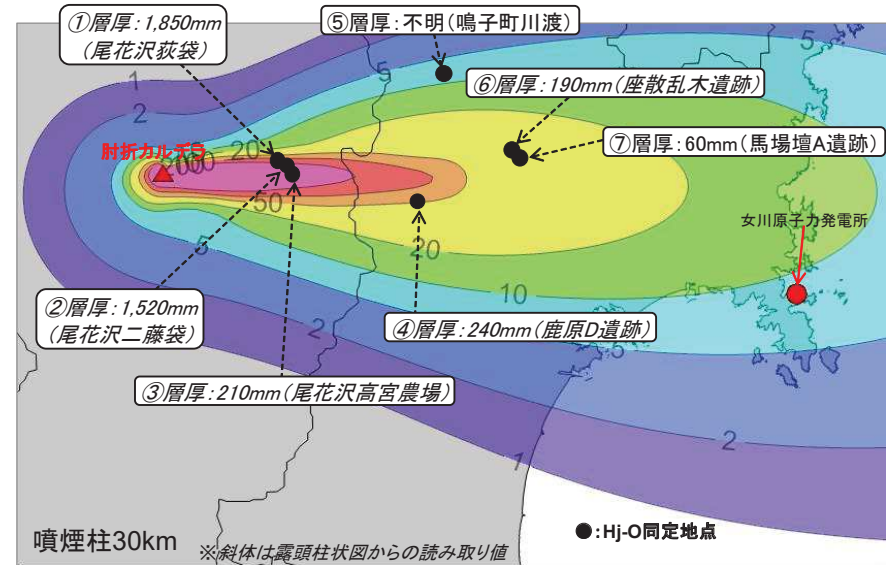 ①層厚:1,850mm
(尾花沢荻袋)
⑤層厚:不明(鳴子町川渡)
⑥層厚:190mm(座散乱木遺跡)
⑦層厚:60mm(馬場壇A遺跡)
肘折カルデラ
女川原子力発電所
②層厚:1,520mm
(尾花沢二藤袋)
④層厚:240mm(鹿原D遺跡)
③層厚:210mm(尾花沢高宮農場)
1
2
5
5
20
50
20
10
5
5
2
2
1
噴煙柱30km
※斜体は露頭柱状図からの読み取り値
●:Hj-O同定地点